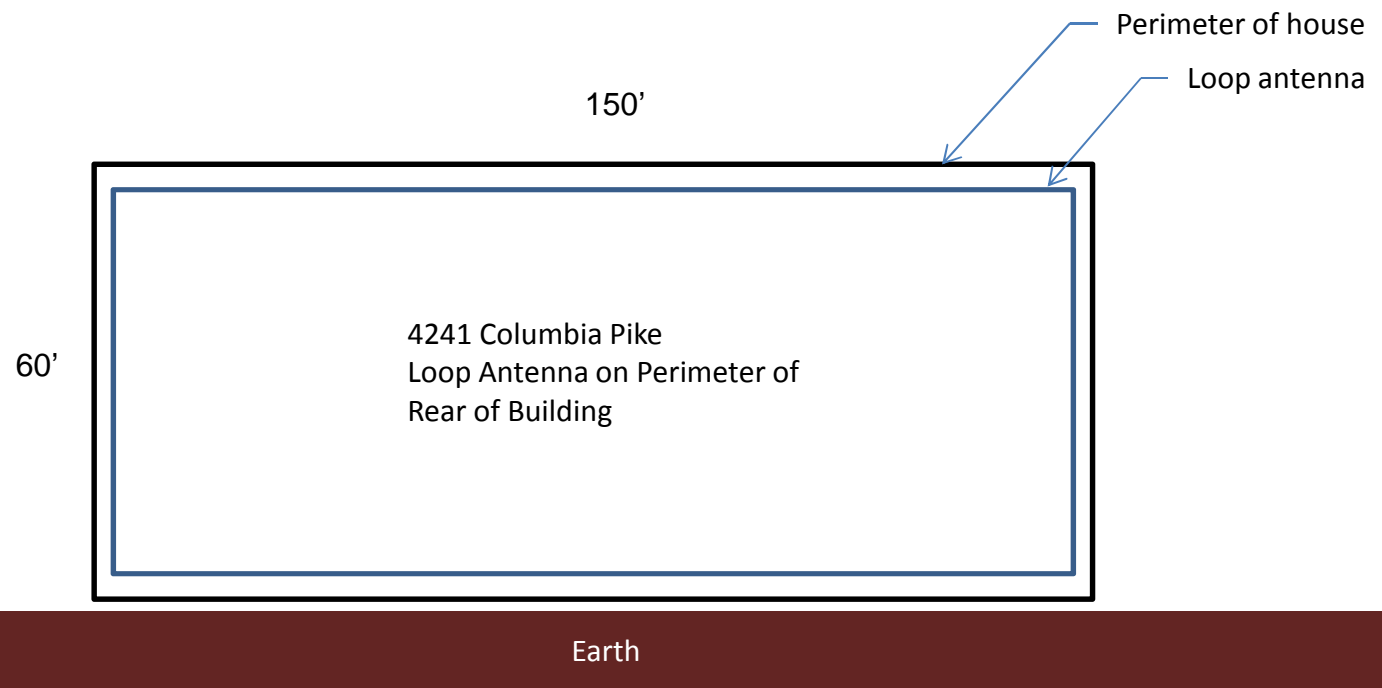 Perimeter of house
Loop antenna
150’
60’
4241 Columbia Pike
Loop Antenna on Perimeter of
Rear of Building
Earth